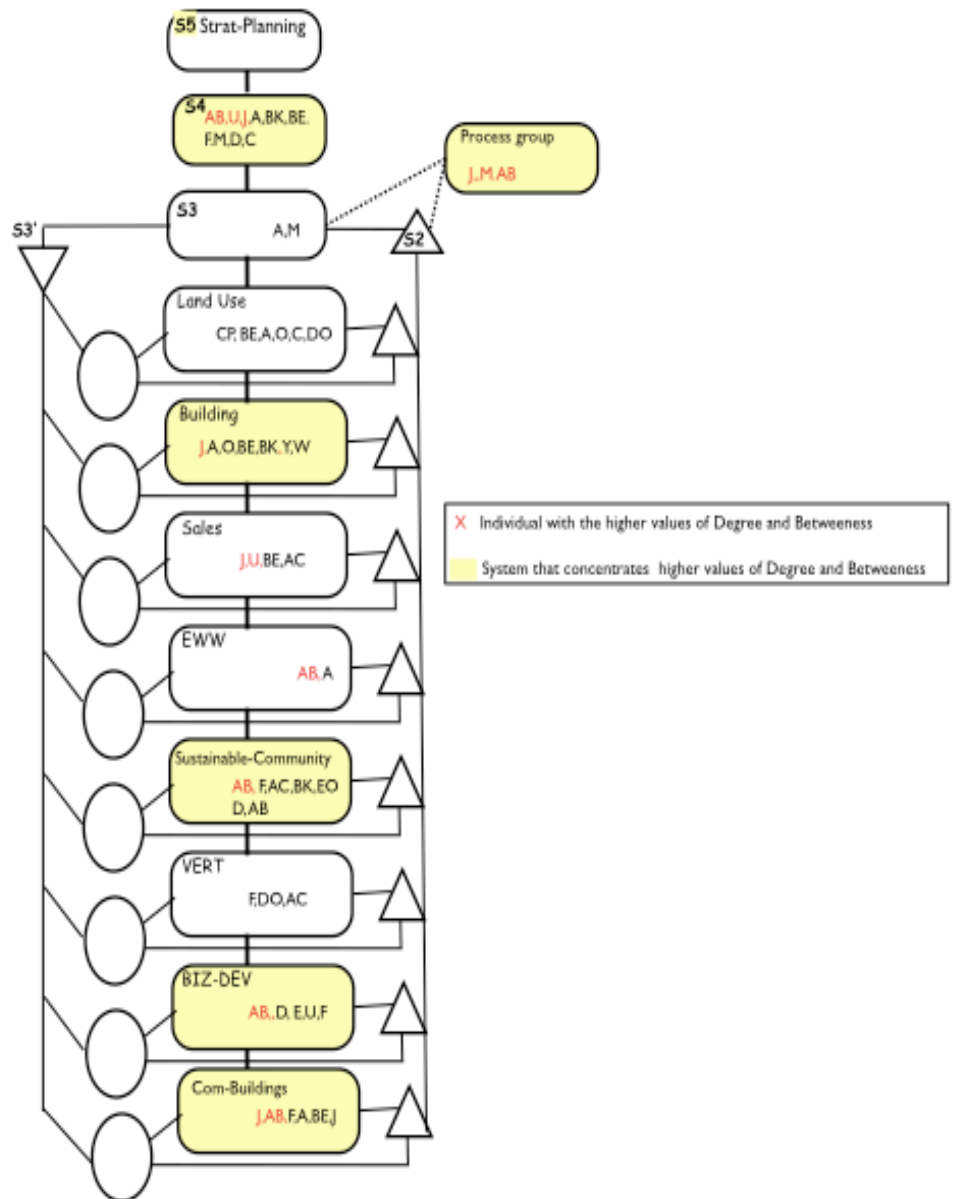 S5 Strat-Planning
S4
AB,U,J,A,BK,BE.
F.M,D,C
Process group
J,,M.AB
S3
A,M
S3'
S2
Land Use
CP, BE,A,O,C,DO
Building
J,A,O,BE,BK,Y,W
Sales
J,U,BE,AC
EWW
AB,A
X Individual with the higher values of Degree and Betweeness
System that concentrates higher values of Degree and Betweeness
Sustainable-Community
AB, F,AC,BK,EO
D,AB
VERT
F,DO,AC
BIZ-DEV
AB,,D, E,U,F
Com-Buildings
J,AB,F,A,BE,J